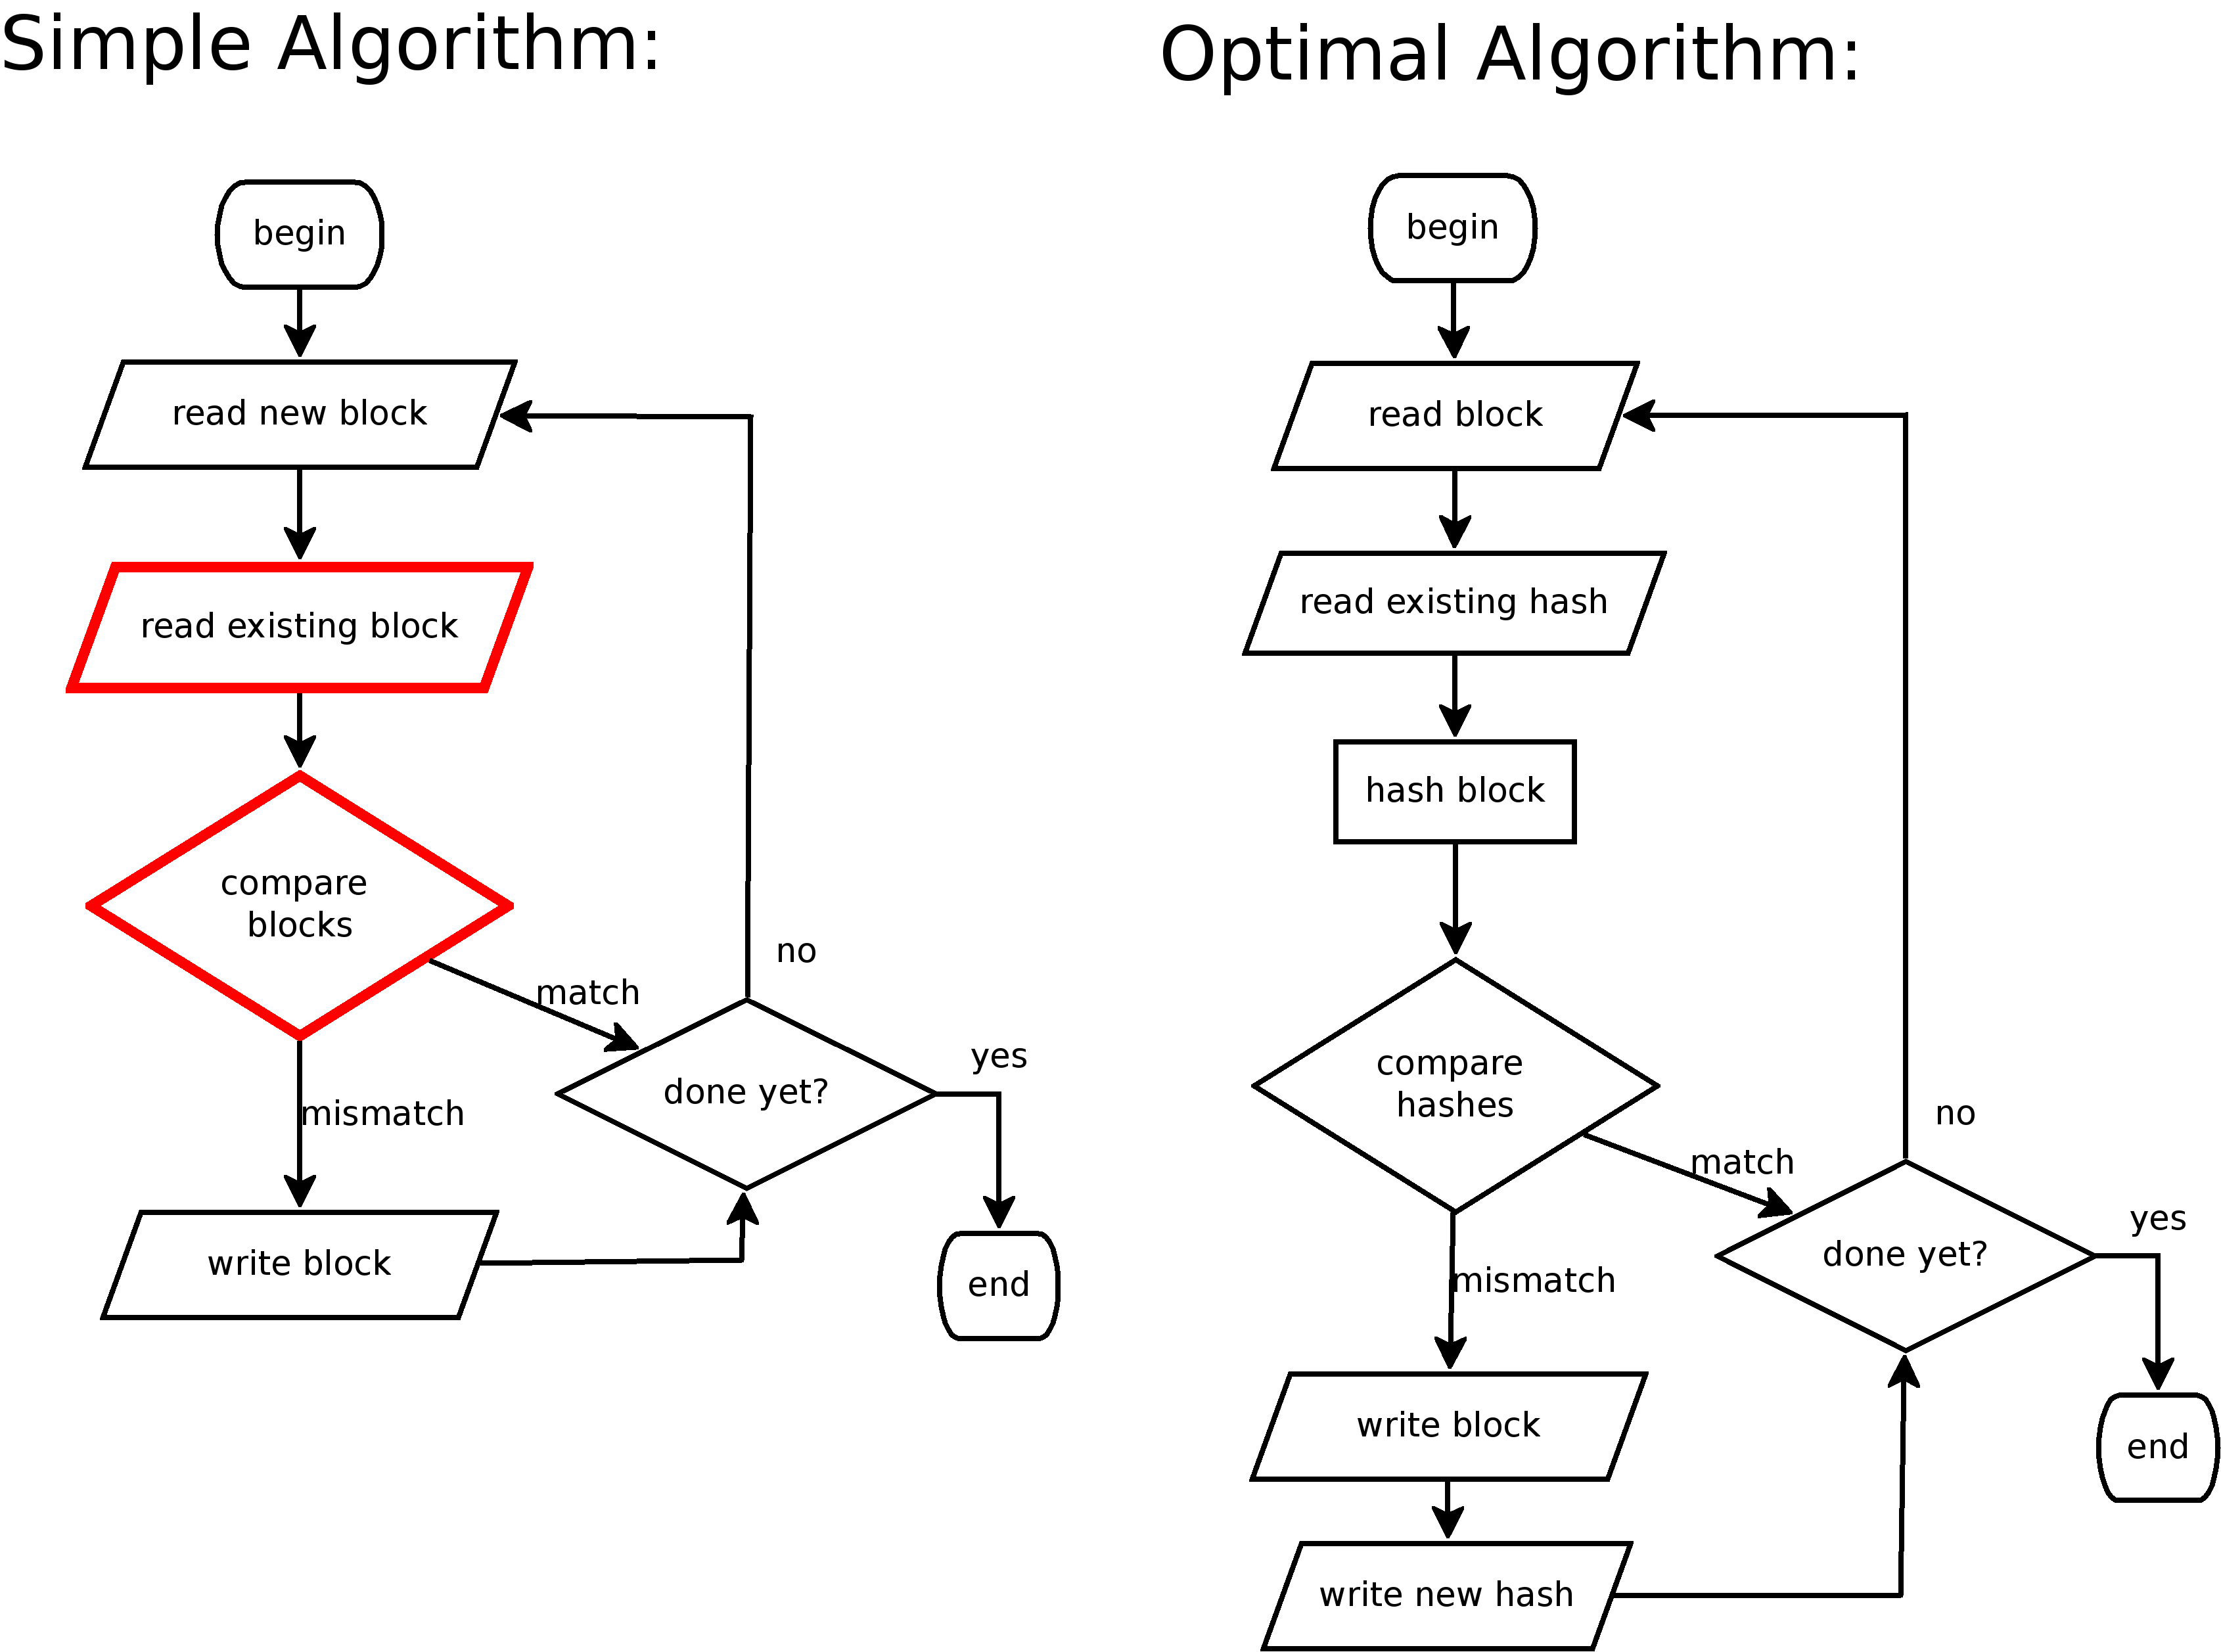 Simple Algorithm:
begin
read new block
read existing block
compare
blocks
match
mismatch
write block
done yet?
no
yes
end
Optimal Algorithm:
begin
read block
read existing hash
hash block
compare
hashes
match
mismatch
write block
write new hash
done yet?
no
yes
end